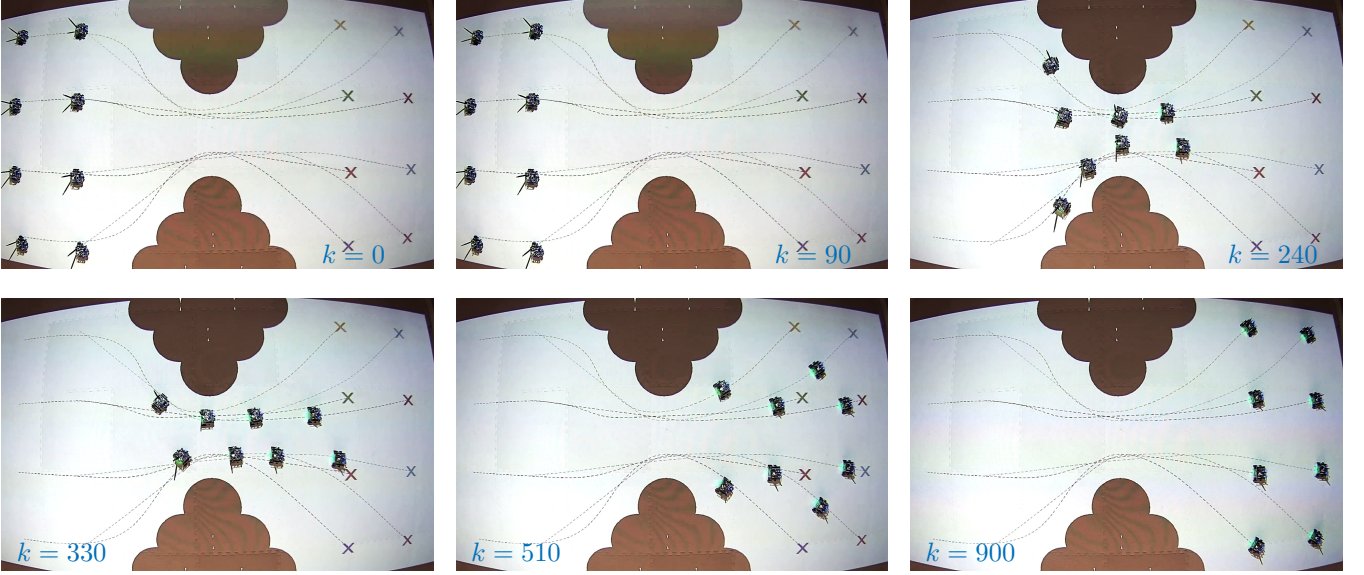 k = 0
k = 90
k = 240
k = 330
k = 510
k = 900